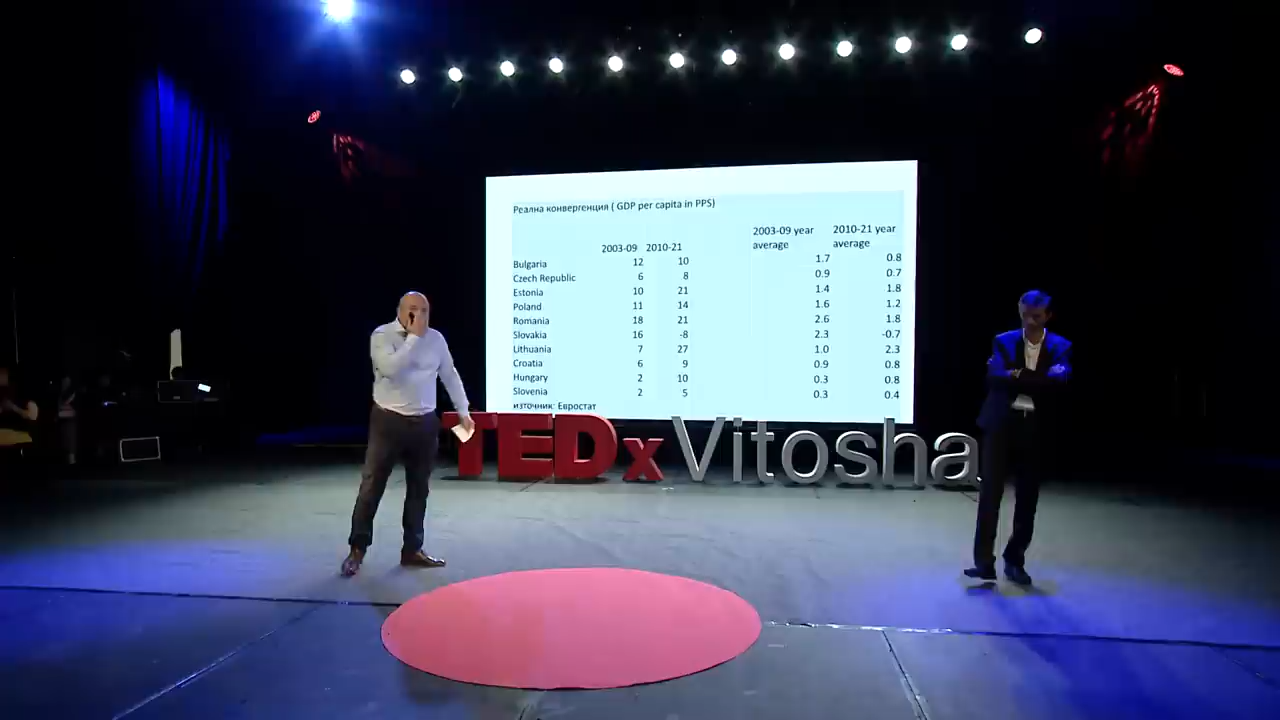 Реална конвергенция ( GDP per capita in PPS)
2003-09 2010-21 2003-09 year average 2010-21 year average
Bulgaria 12 10 1.7 0.8
Czech Republic 6 8 0.9 0.7
Estonia 10 21 1.4 1.8
Poland 11 14 1.6 1.2
Romania 18 21 2.6 1.8
Slovakia 16 -8 2.3 -0.7
Lithuania 7 27 1.0 2.3
Croatia 6 9 0.9 0.8
Hungary 2 10 0.3 0.8
Slovenia 2 5 0.3 0.4
източник: Евростат
TEDxVitosha